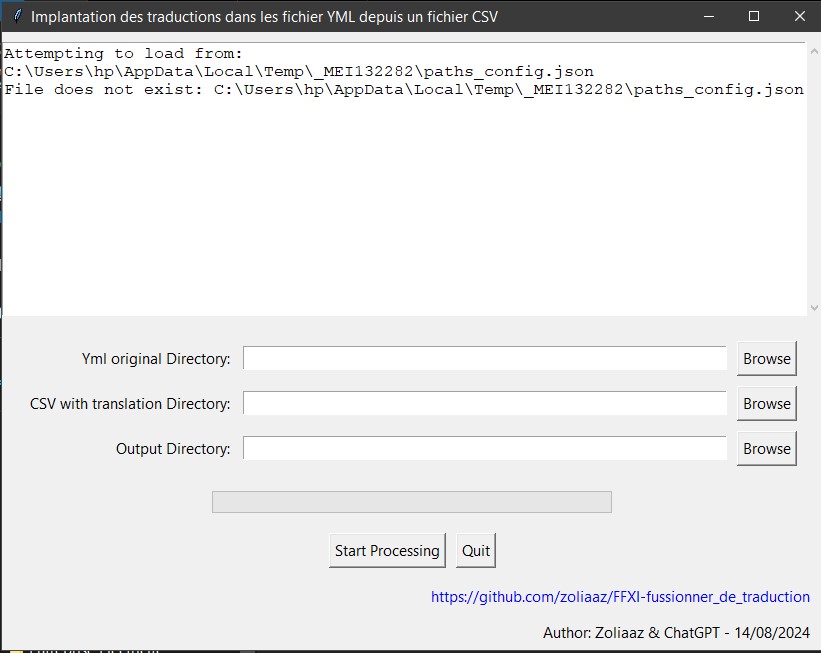 Implantation des traductions dans les fichier YML depuis un fichier CSV
Attempting to load from:
C:\Users\hp\AppData\Local\Temp\_MEI132282\paths_config.json
File does not exist: C:\Users\hp\AppData\Local\Temp\_MEI132282\paths_config.json
Yml original Directory:
Browse
CSV with translation Directory:
Browse
Output Directory:
Browse
Start Processing
Quit
https://github.com/zoliaaz/FFXI-fussionner_de_traduction
Author: Zoliaaz & ChatGPT - 14/08/2024